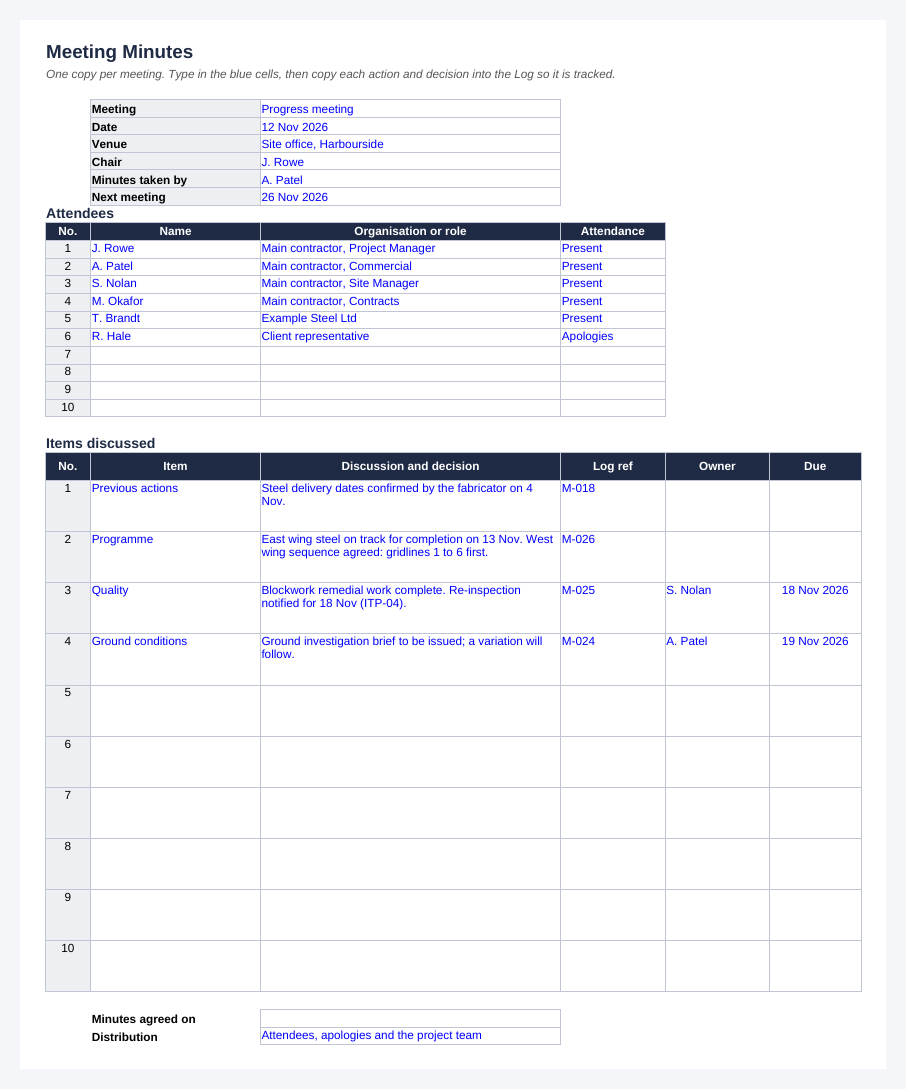 Meeting Minutes
One copy per meeting. Type in the blue cells, then copy each action and decision into the Log so it is tracked.
Meeting Progress meeting
Date 12 Nov 2026
Venue Site office, Harbourside
Chair J. Rowe
Minutes taken by A. Patel
Next meeting 26 Nov 2026
Attendees
No. Name Organisation or role Attendance
1 J. Rowe Main contractor, Project Manager Present
2 A. Patel Main contractor, Commercial Present
3 S. Nolan Main contractor, Site Manager Present
4 M. Okafor Main contractor, Contracts Present
5 T. Brandt Example Steel Ltd Present
6 R. Hale Client representative Apologies
7
8
9
10
Items discussed
No. Item Discussion and decision Log ref Owner Due
1 Previous actions Steel delivery dates confirmed by the fabricator on 4 M-018
Nov.
2 Programme East wing steel on track for completion on 13 Nov. West M-026
wing sequence agreed: gridlines 1 to 6 first.
3 Quality Blockwork remedial work complete. Re-inspection M-025 S. Nolan 18 Nov 2026
notified for 18 Nov (ITP-04).
4 Ground conditions Ground investigation brief to be issued; a variation will M-024 A. Patel 19 Nov 2026
follow.
5
6
7
8
9
10
Minutes agreed on
Distribution Attendees, apologies and the project team